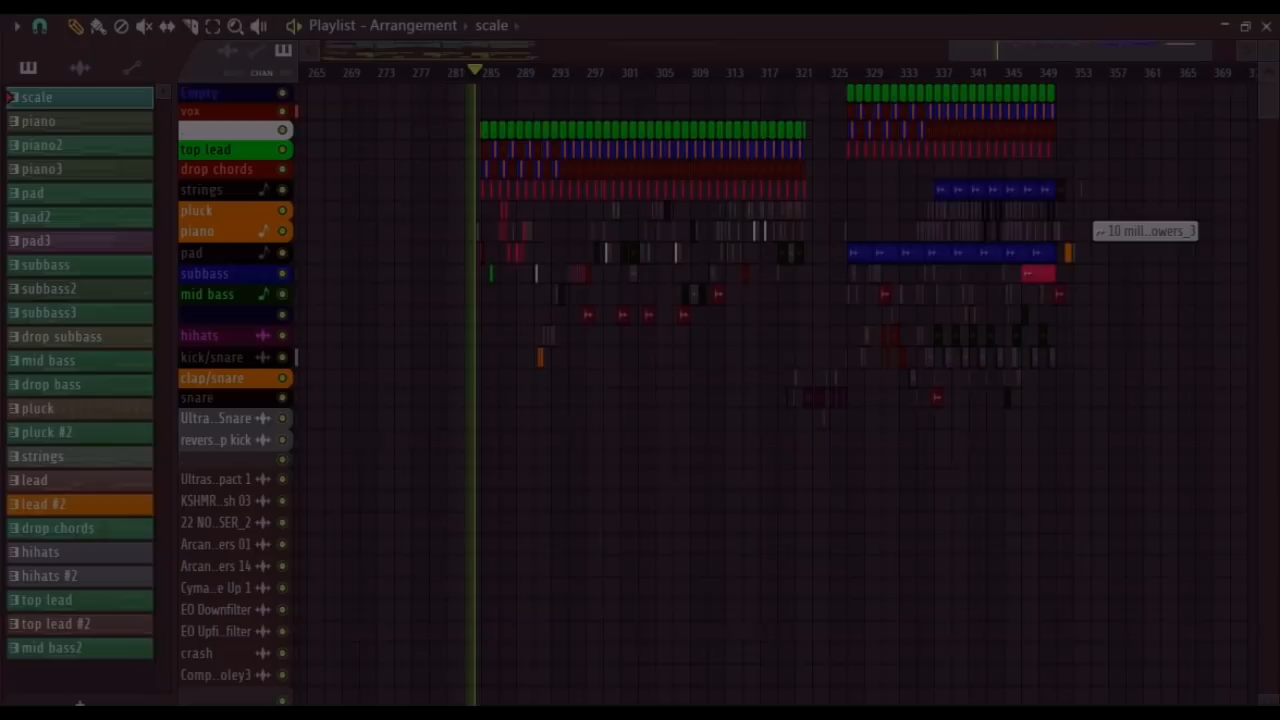 Playlist - Arrangement › scale ›
CHAN
265 269 273 277 281 285 289 293 297 301 305 309 313 317 321 325 329 333 337 341 345 349 353 357 361 365 369
scale
piano
piano2
piano3
pad
pad2
pad3
subbass
subbass2
subbass3
drop subbass
mid bass
drop bass
pluck
pluck #2
strings
lead
lead #2
drop chords
hihats
hihats #2
top lead
top lead #2
mid bass2
Empty
vox
.
top lead
drop chords
strings
pluck
piano
pad
subbass
mid bass
hihats
kick/snare
clap/snare
snare
Ultra..Snare
revers..p kick
Ultras..pact 1
KSHMR..sh 03
22 NO..SER_2
Arcan..ers 01
Arcan..ers 14
Cyma..e Up 1
EO Downfilter
EO Upfi..filter
crash
Comp..oley3
10 mill..owers_3